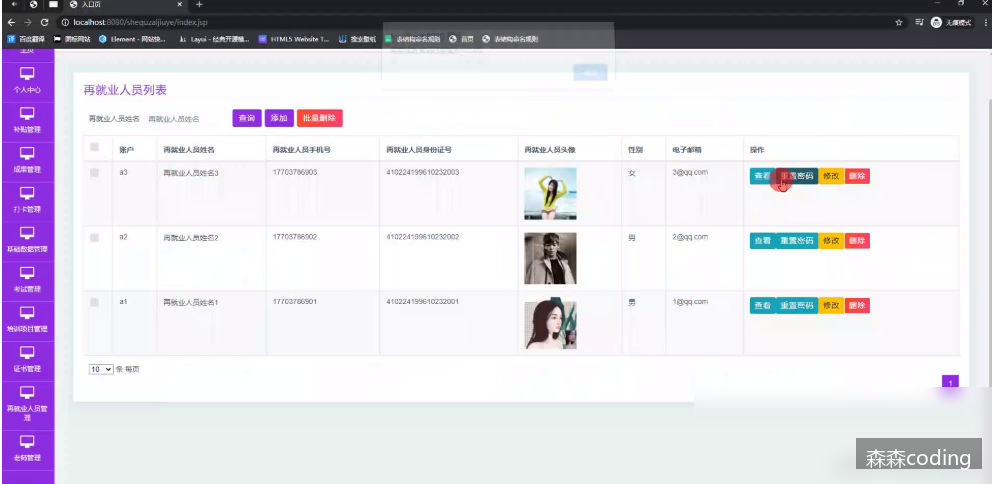 入口页
localhost:8080/shequzaijiuye/index.jsp
无痕模式
百度翻译 图标网站 Element - 网站快... Layui - 经典开源模... HTML5 Website T... 表结构命名规则 首页 表结构命名规则
主页
个人中心
补贴管理
成果管理
打卡管理
基础数据管理
考试管理
培训项目管理
证书管理
再就业人员管
理
老师管理
再就业人员列表
再就业人员姓名 再就业人员姓名 查询 添加 批量删除
账户 再就业人员姓名 再就业人员手机号 再就业人员身份证号 再就业人员头像 性别 电子邮箱 操作
a3 再就业人员姓名3 17703786903 410224199610232003 女 3@qq.com 查看 重置密码 修改 删除
a2 再就业人员姓名2 17703786902 410224199610232002 男 2@qq.com 查看 重置密码 修改 删除
a1 再就业人员姓名1 17703786901 410224199610232001 男 1@qq.com 查看 重置密码 修改 删除
10 条 每页
1
森森coding